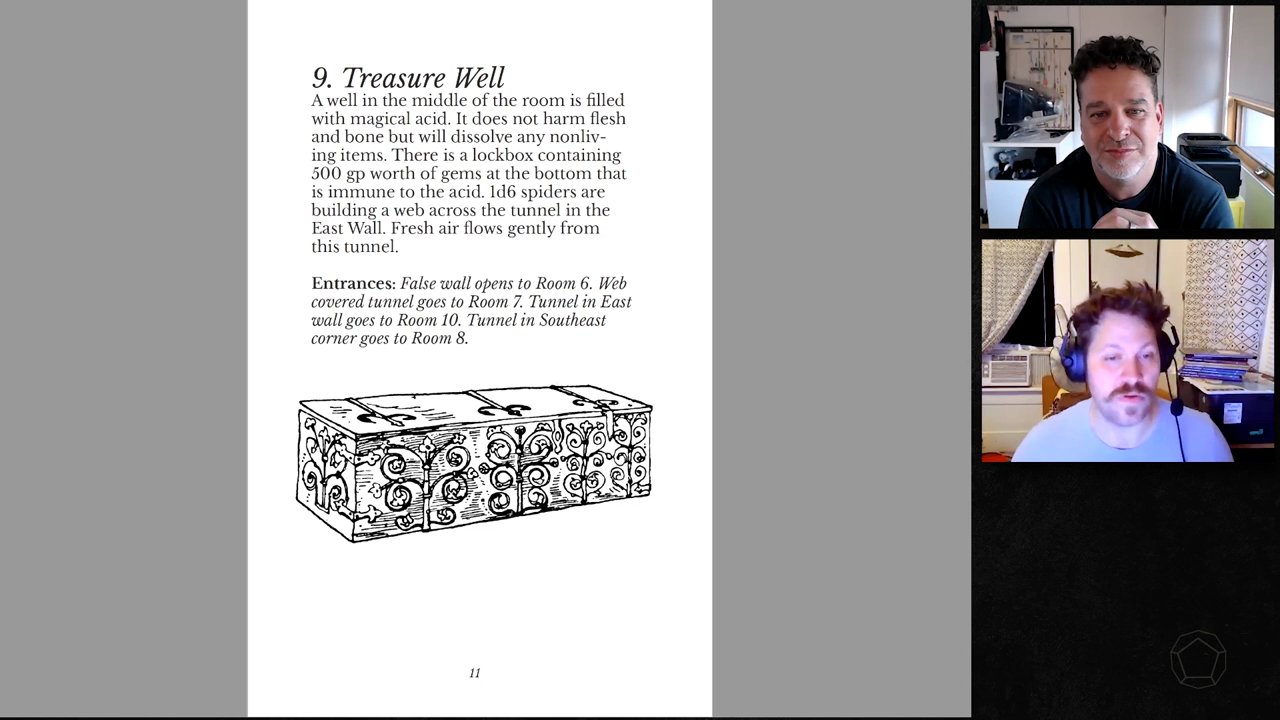 9. Treasure Well
A well in the middle of the room is filled
with magical acid. It does not harm flesh
and bone but will dissolve any nonliv-
ing items. There is a lockbox containing
500 gp worth of gems at the bottom that
is immune to the acid. 1d6 spiders are
building a web across the tunnel in the
East Wall. Fresh air flows gently from
this tunnel.
Entrances: False wall opens to Room 6. Web
covered tunnel goes to Room 7. Tunnel in East
wall goes to Room 10. Tunnel in Southeast
corner goes to Room 8.
11